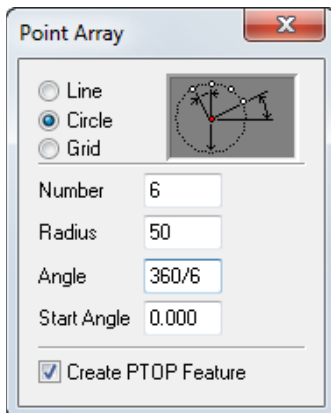 Point Array
Line
Circle
Grid
Number 6
Radius 50
Angle 360/6
Start Angle 0.000
Create PTOP Feature